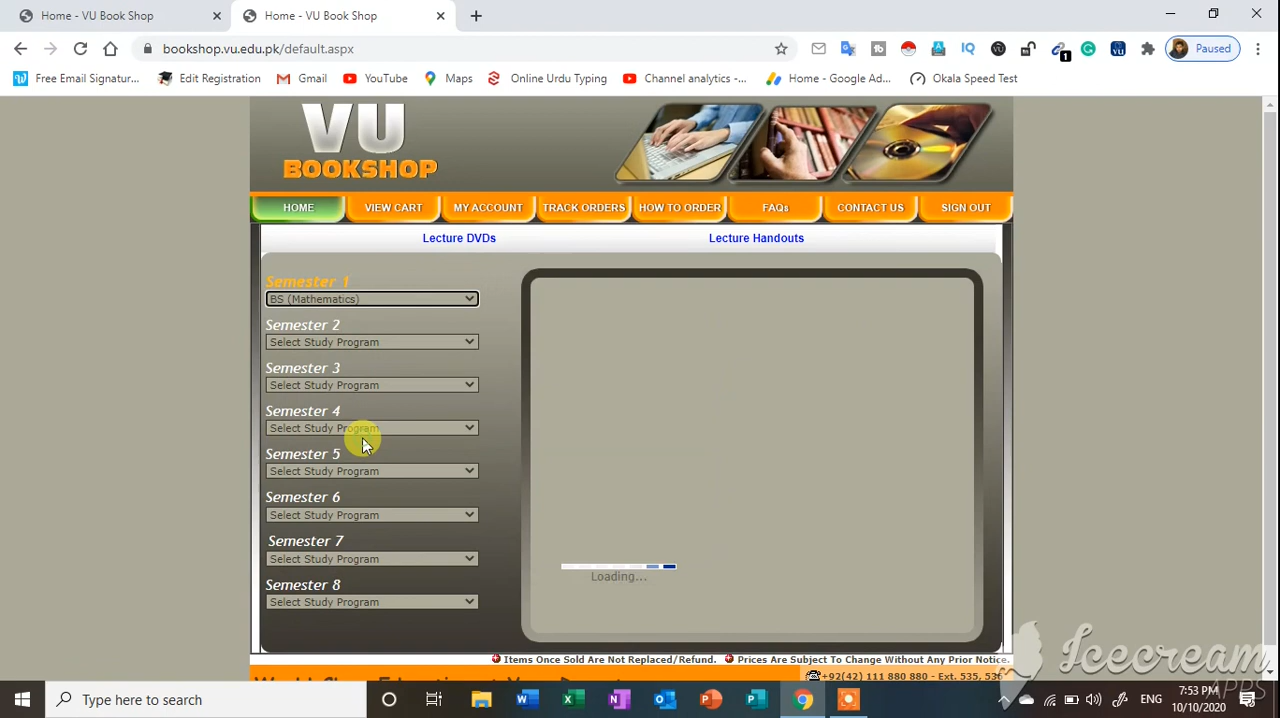 Home - VU Book Shop
Home - VU Book Shop
bookshop.vu.edu.pk/default.aspx
1
Paused
Free Email Signatur...
Edit Registration
Gmail
YouTube
Maps
Online Urdu Typing
Channel analytics -...
Home - Google Ad...
Okala Speed Test
VU
BOOKSHOP
HOME
VIEW CART
MY ACCOUNT
TRACK ORDERS
HOW TO ORDER
FAQs
CONTACT US
SIGN OUT
Lecture DVDs
Lecture Handouts
Semester 1
BS (Mathematics)
Semester 2
Select Study Program
Semester 3
Select Study Program
Semester 4
Select Study Program
Semester 5
Select Study Program
Semester 6
Select Study Program
Semester 7
Select Study Program
Semester 8
Select Study Program
Loading...
Items Once Sold Are Not Replaced/Refund.
Prices Are Subject To Change Without Any Prior Notice.
+92(42) 111 880 880 - Ext. 535, 536
Icecream
APPS
Type here to search
ENG
7:53 PM
10/10/2020